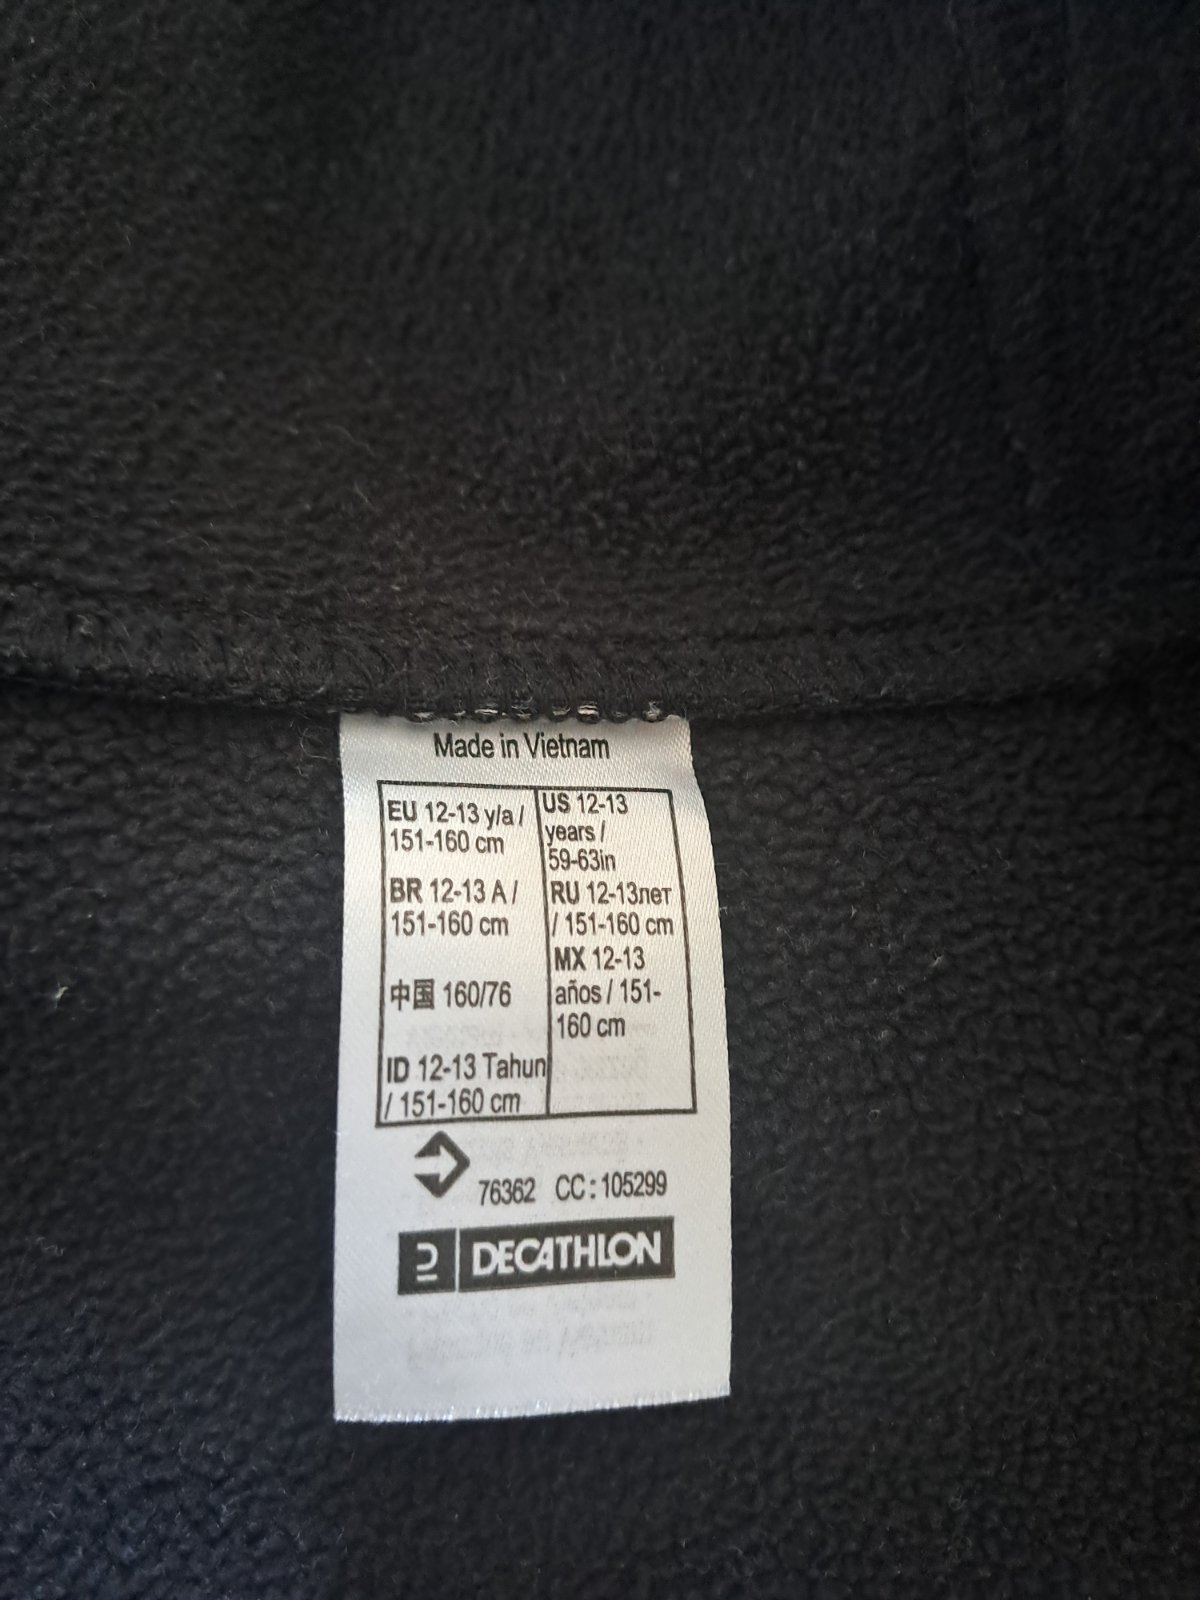 Made in Vietnam
EU 12-13 y/a /
151-160 cm
BR 12-13 A /
151-160 cm
中国 160/76
ID 12-13 Tahun
/ 151-160 cm
US 12-13
years /
59-63in
RU 12-13лет
/ 151-160 cm
MX 12-13
años / 151-
160 cm
76362 CC : 105299
DECATHLON